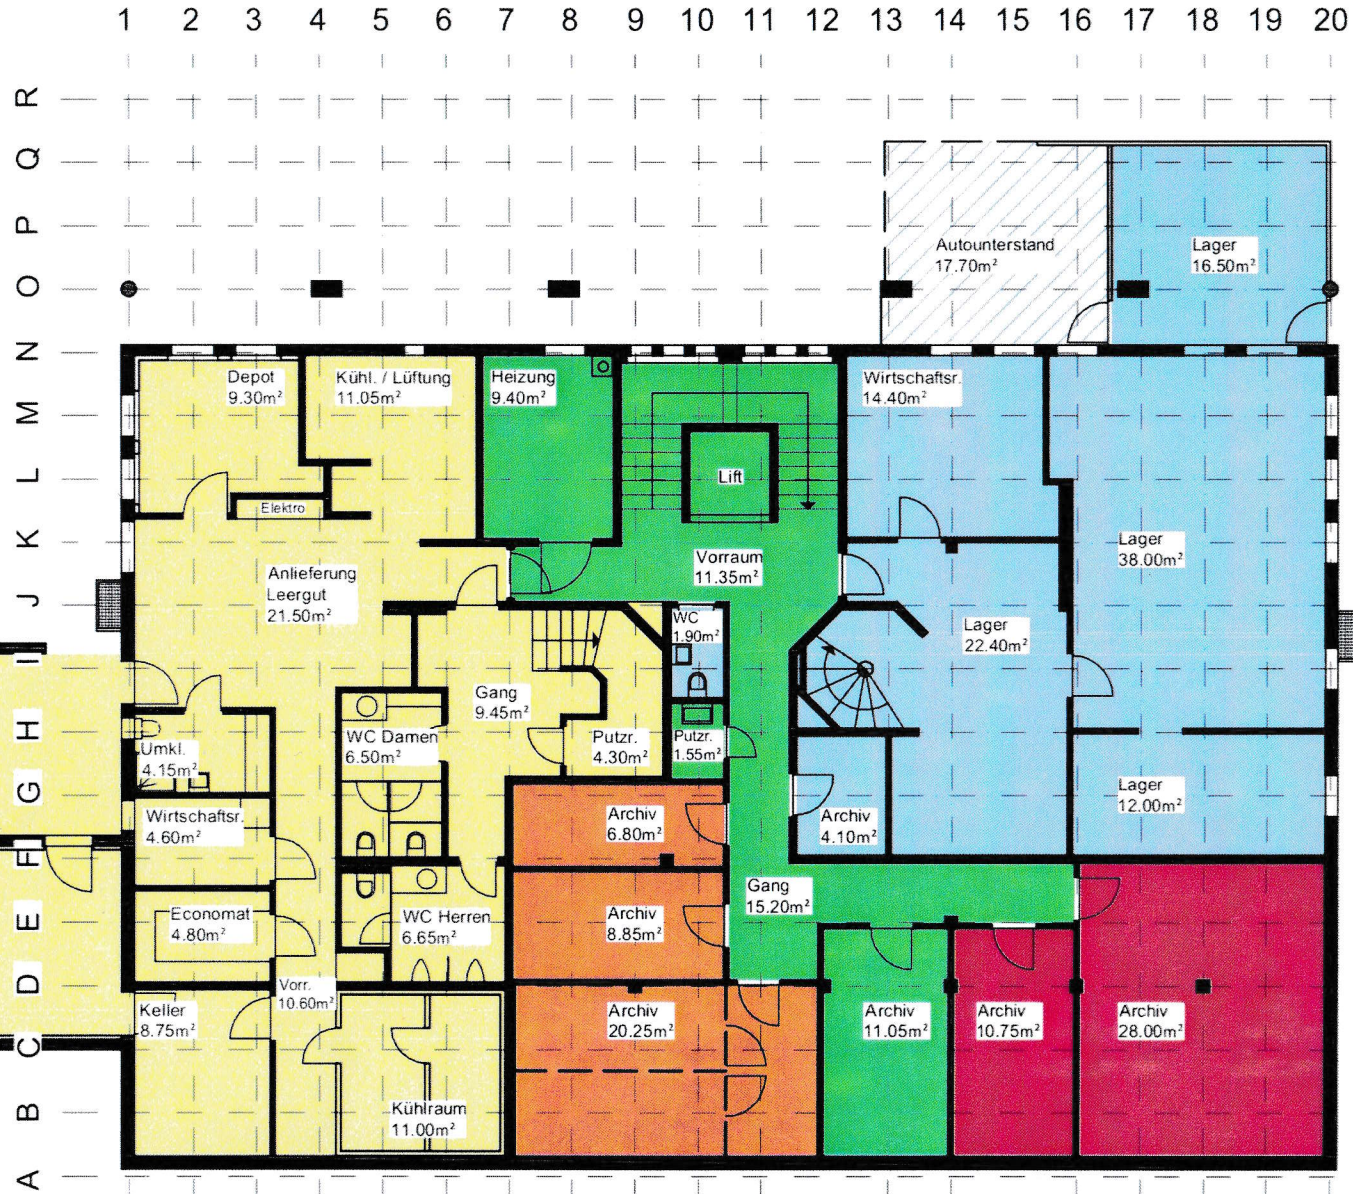 1 2 3 4 5 6 7 8 9 10 11 12 13 14 15 16 17 18 19 20
R
Q
P
O
N
M
L
K
J
I
H
G
F
E
D
C
B
A
Autounterstand
17.70m²
Lager
16.50m²
Depot
9.30m²
Kühl. / Lüftung
11.05m²
Heizung
9.40m²
Wirtschaftsr.
14.40m²
Lift
Elektro
Vorraum
11.35m²
Lager
38.00m²
Anlieferung
Leergut
21.50m²
WC
1.90m²
Lager
22.40m²
Gang
9.45m²
Umkl.
4.15m²
WC Damen
6.50m²
Putzr.
4.30m²
Putzr.
1.55m²
Wirtschaftsr.
4.60m²
Archiv
6.80m²
Archiv
4.10m²
Lager
12.00m²
Economat
4.80m²
WC Herren
6.65m²
Archiv
8.85m²
Gang
15.20m²
Vorr.
10.60m²
Keller
8.75m²
Archiv
20.25m²
Archiv
11.05m²
Archiv
10.75m²
Archiv
28.00m²
Kühlraum
11.00m²